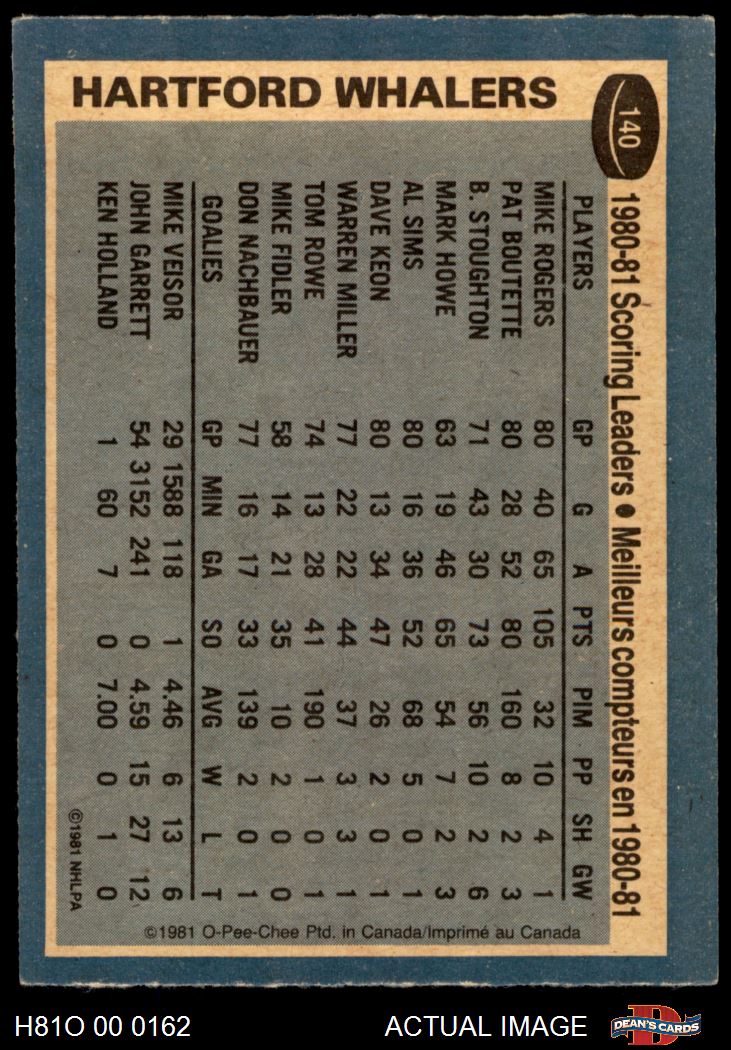 HARTFORD WHALERS
140
1980-81 Scoring Leaders • Meilleurs compteurs en 1980-81
PLAYERS GP G A PTS PIM PP SH GW
MIKE ROGERS 80 40 65 105 32 10 4 1
PAT BOUTETTE 80 28 52 80 160 8 2 3
B. STOUGHTON 71 43 30 73 56 10 2 6
MARK HOWE 63 19 46 65 54 7 2 3
AL SIMS 80 16 36 52 68 5 0 1
DAVE KEON 80 13 34 47 26 2 0 1
WARREN MILLER 77 22 22 44 37 3 3 1
TOM ROWE 74 13 28 41 190 1 0 1
MIKE FIDLER 58 14 21 35 10 2 0 0
DON NACHBAUER 77 16 17 33 139 2 0 1
GOALIES GP MIN GA SO AVG W L T
MIKE VEISOR 29 1588 118 1 4.46 6 13 6
JOHN GARRETT 54 3152 241 0 4.59 15 27 12
KEN HOLLAND 1 60 7 0 7.00 0 1 0
©1981 NHLPA
©1981 O-Pee-Chee Ptd. in Canada/Imprimé au Canada
H81O 00 0162 ACTUAL IMAGE
D
DEAN'S CARDS